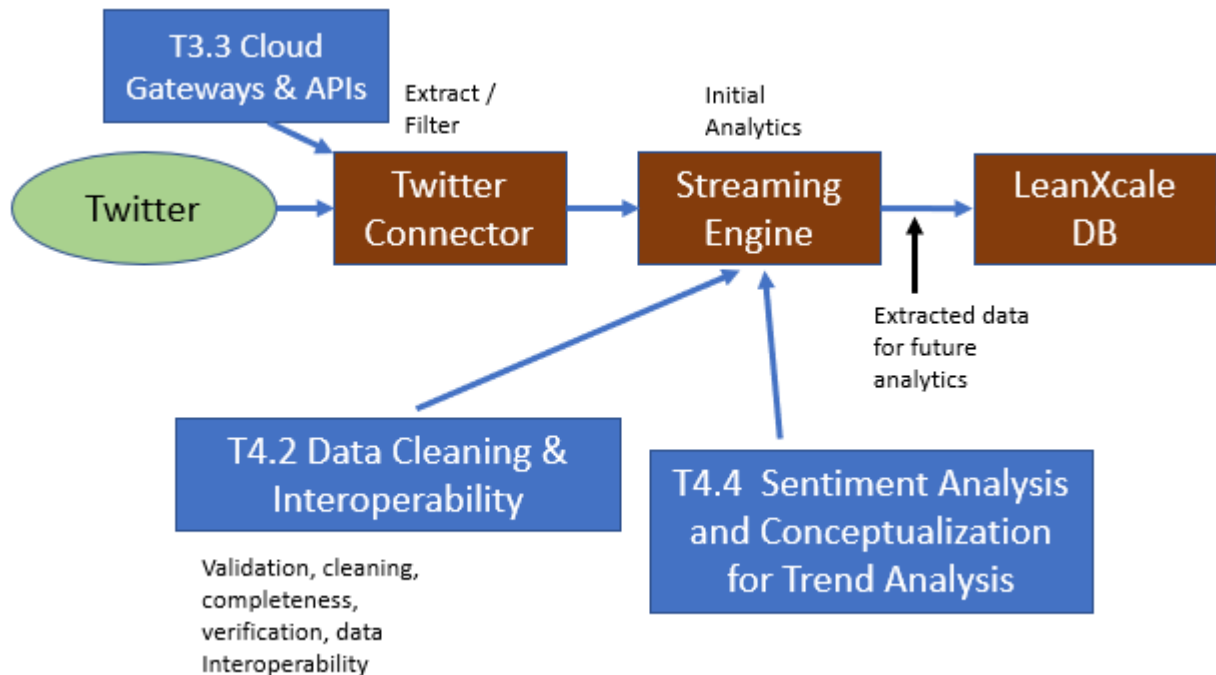 T3.3 Cloud
Gateways & APIs
Extract /
Filter
Initial
Analytics
Twitter
Twitter
Connector
Streaming
Engine
LeanXcale
DB
Extracted data
for future
analytics
T4.2 Data Cleaning &
Interoperability
T4.4 Sentiment Analysis
and Conceptualization
for Trend Analysis
Validation, cleaning,
completeness,
verification, data
Interoperability